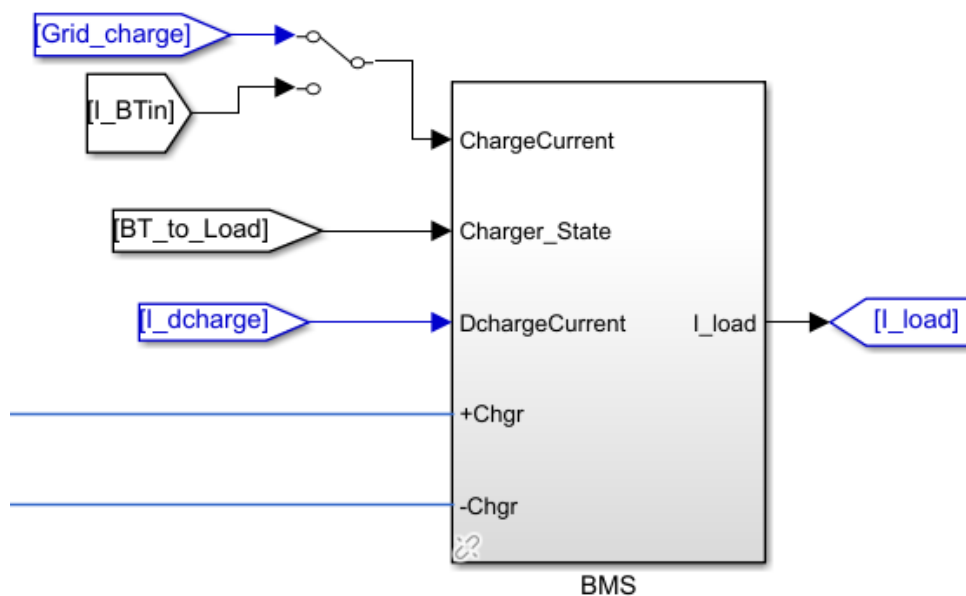 [Grid_charge]
[I_BTin]
ChargeCurrent
[BT_to_Load]
Charger_State
[I_dcharge]
DchargeCurrent
I_load
[I_load]
+Chgr
-Chgr
BMS